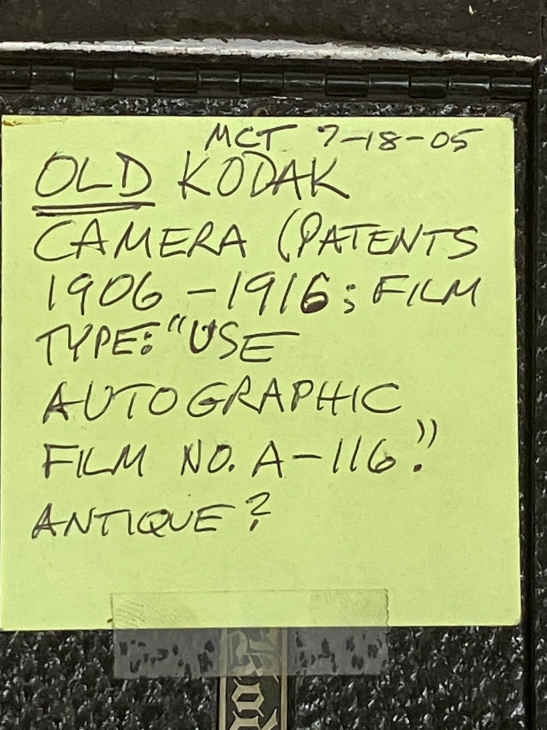 MCT 7-18-05
OLD KODAK
CAMERA (PATENTS
1906-1916; FILM
TYPE: "USE
AUTOGRAPHIC
FILM NO. A-116."
ANTIQUE?